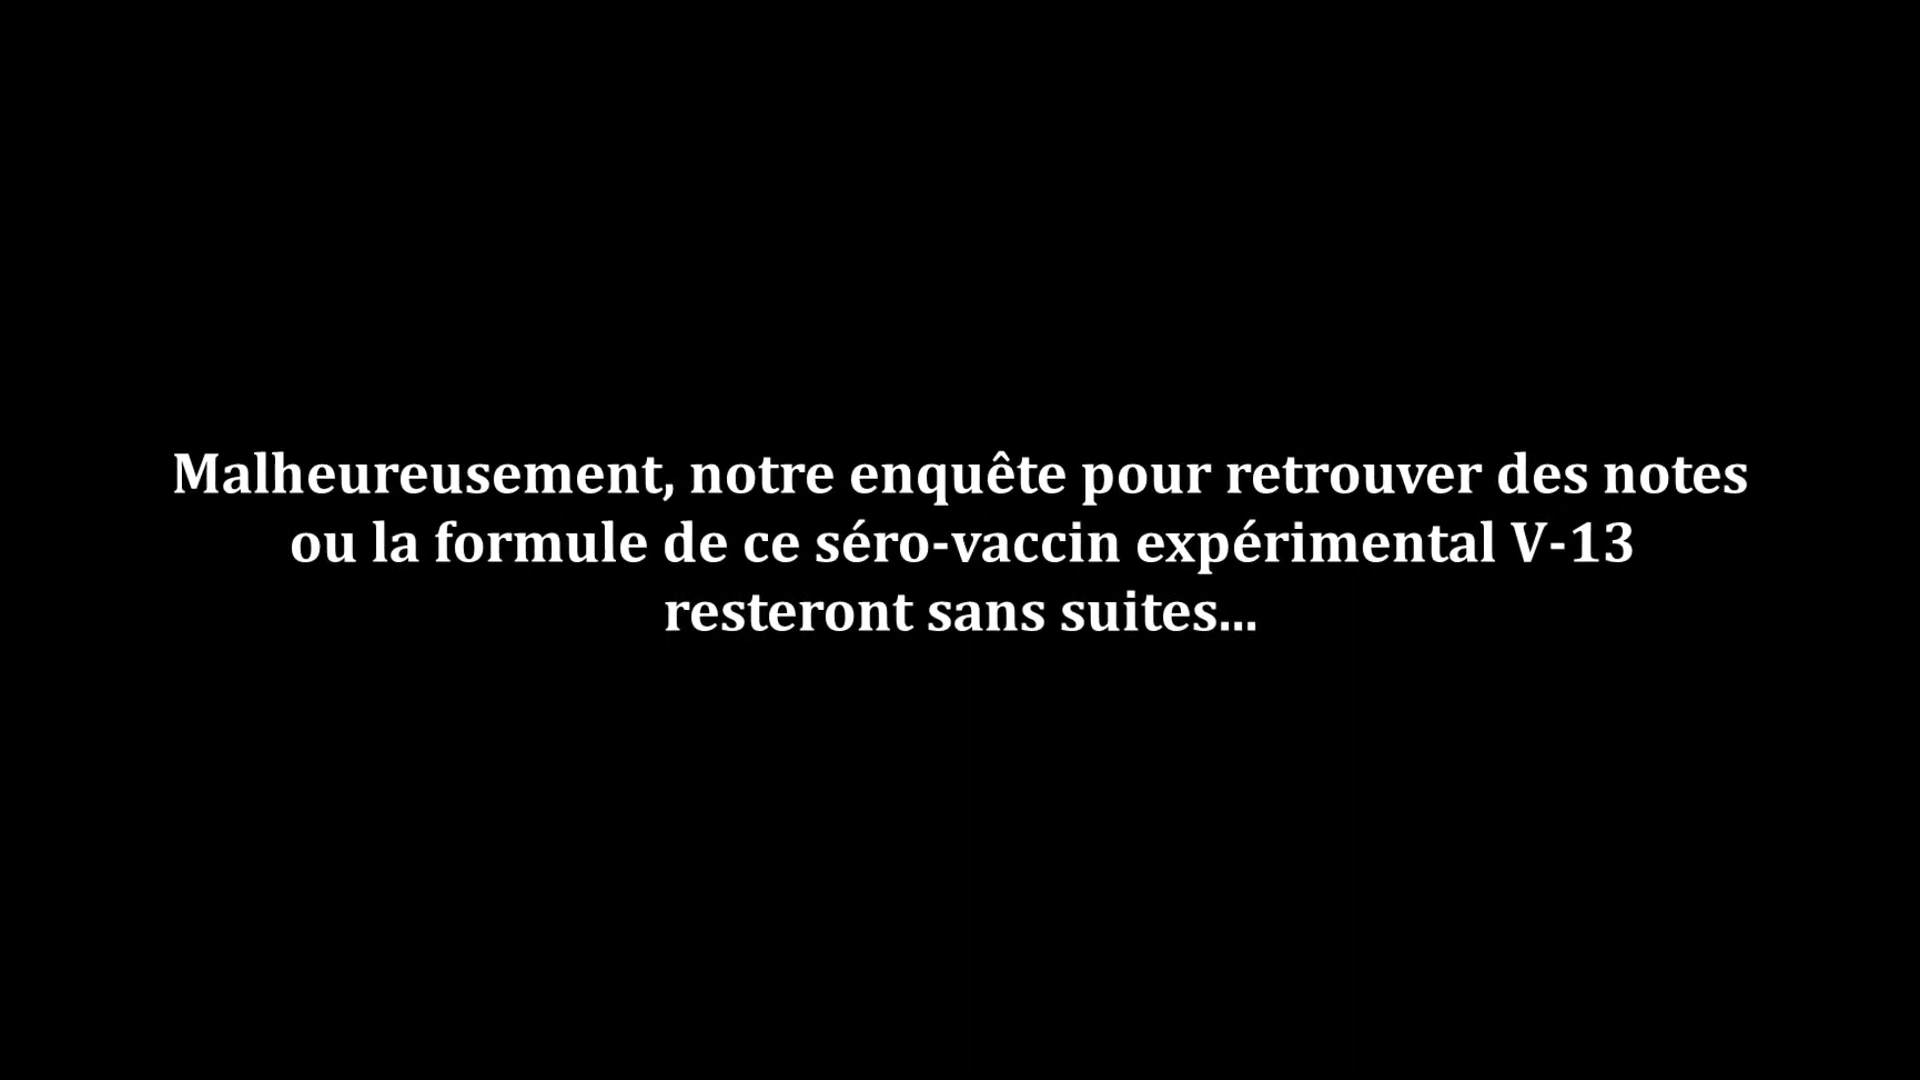 Malheureusement, notre enquête pour retrouver des notes
ou la formule de ce séro-vaccin expérimental V-13
resteront sans suites...